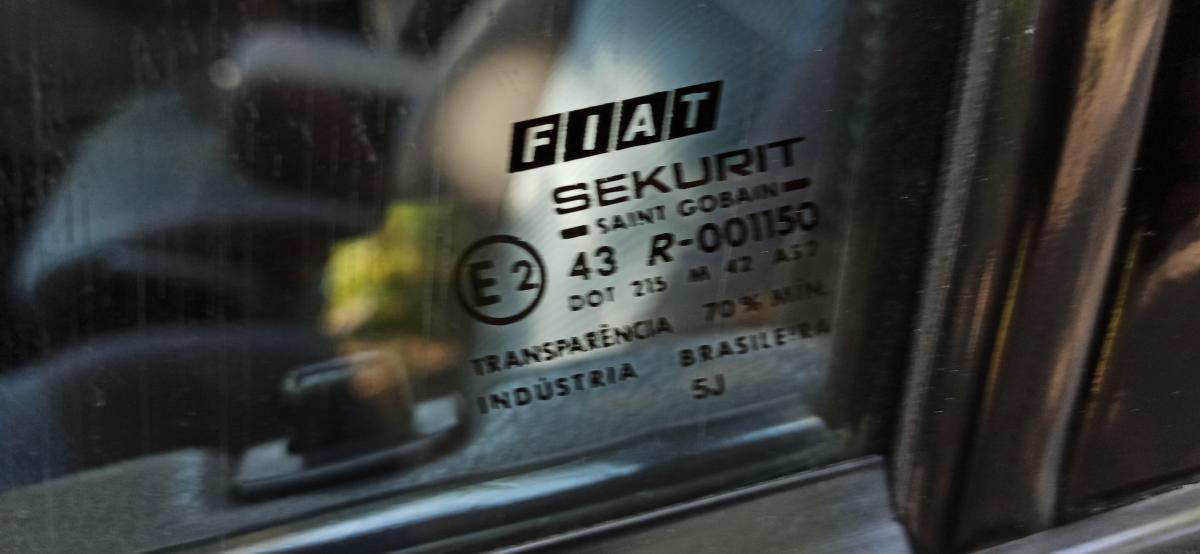 FIAT
SEKURIT
SAINT GOBAIN
E2 43 R-001150
DOT 215 M 42 AS2
TRANSPARÊNCIA 70% MIN.
INDÚSTRIA BRASILEIRA
5J